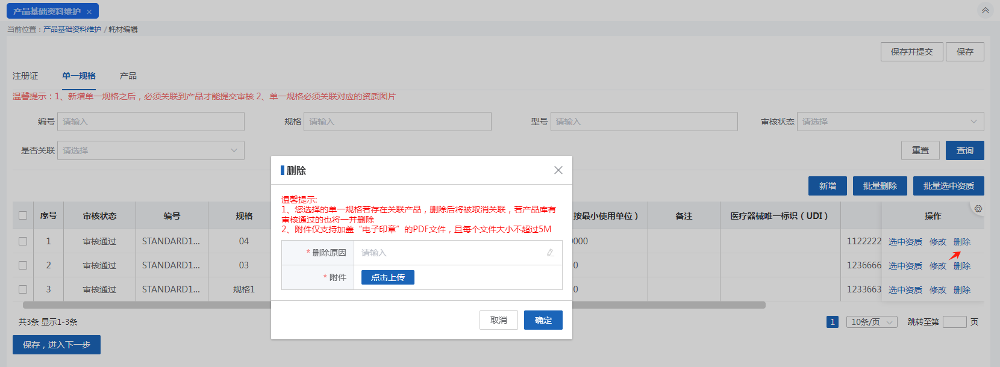 产品基础资料维护 ×
当前位置：产品基础资料维护 / 耗材编辑
保存并提交 保存
注册证 单一规格 产品
温馨提示：1、新增单一规格之后，必须关联到产品才能提交审核 2、单一规格必须关联对应的资质图片
编号 请输入 规格 请输入 型号 请输入 审核状态 请选择
是否关联 请选择 重置 查询
新增 批量删除 批量选中资质
序号 审核状态 编号 规格 按最小使用单位） 备注 医疗器械唯一标识（UDI） 操作
1 审核通过 STANDARD1... 04 0000 1122222 选中资质 修改 删除
2 审核通过 STANDARD1... 03 0 1236666 选中资质 修改 删除
3 审核通过 STANDARD1... 规格1 0 1233663 选中资质 修改 删除
共3条 显示1-3条 1 10条/页 跳转至第 页
保存，进入下一步
删除
温馨提示:
1、您选择的单一规格若存在关联产品，删除后将被取消关联，若产品库有
审核通过的也将一并删除
2、附件仅支持加盖“电子印章”的PDF文件，且每个文件大小不超过5M
* 删除原因 请输入
* 附件 点击上传
取消 确定